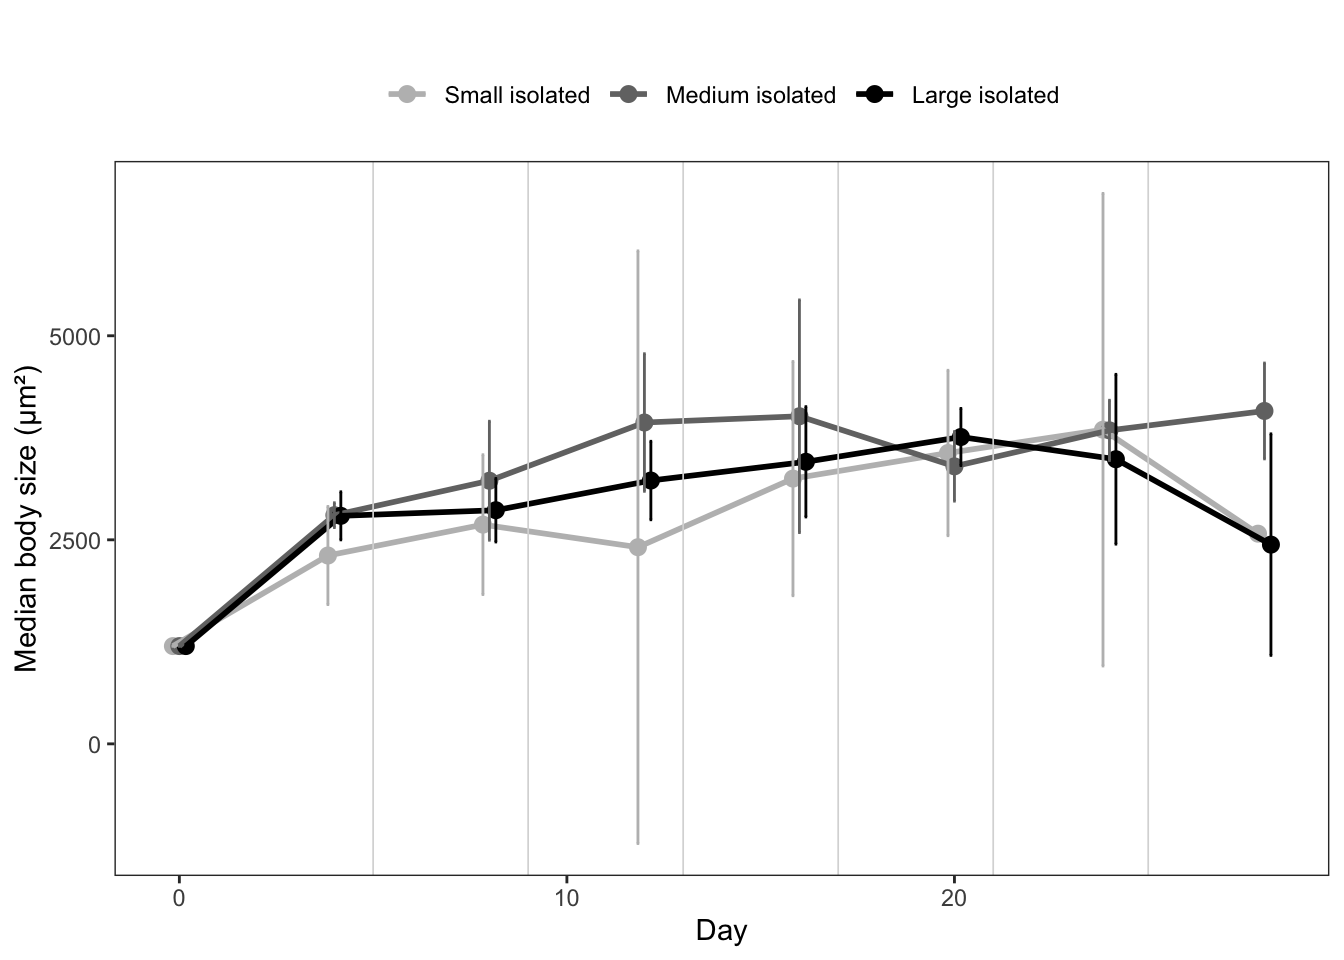 Small isolated Medium isolated Large isolated
5000
2500
0
Median body size (μm²)
0 10 20
Day